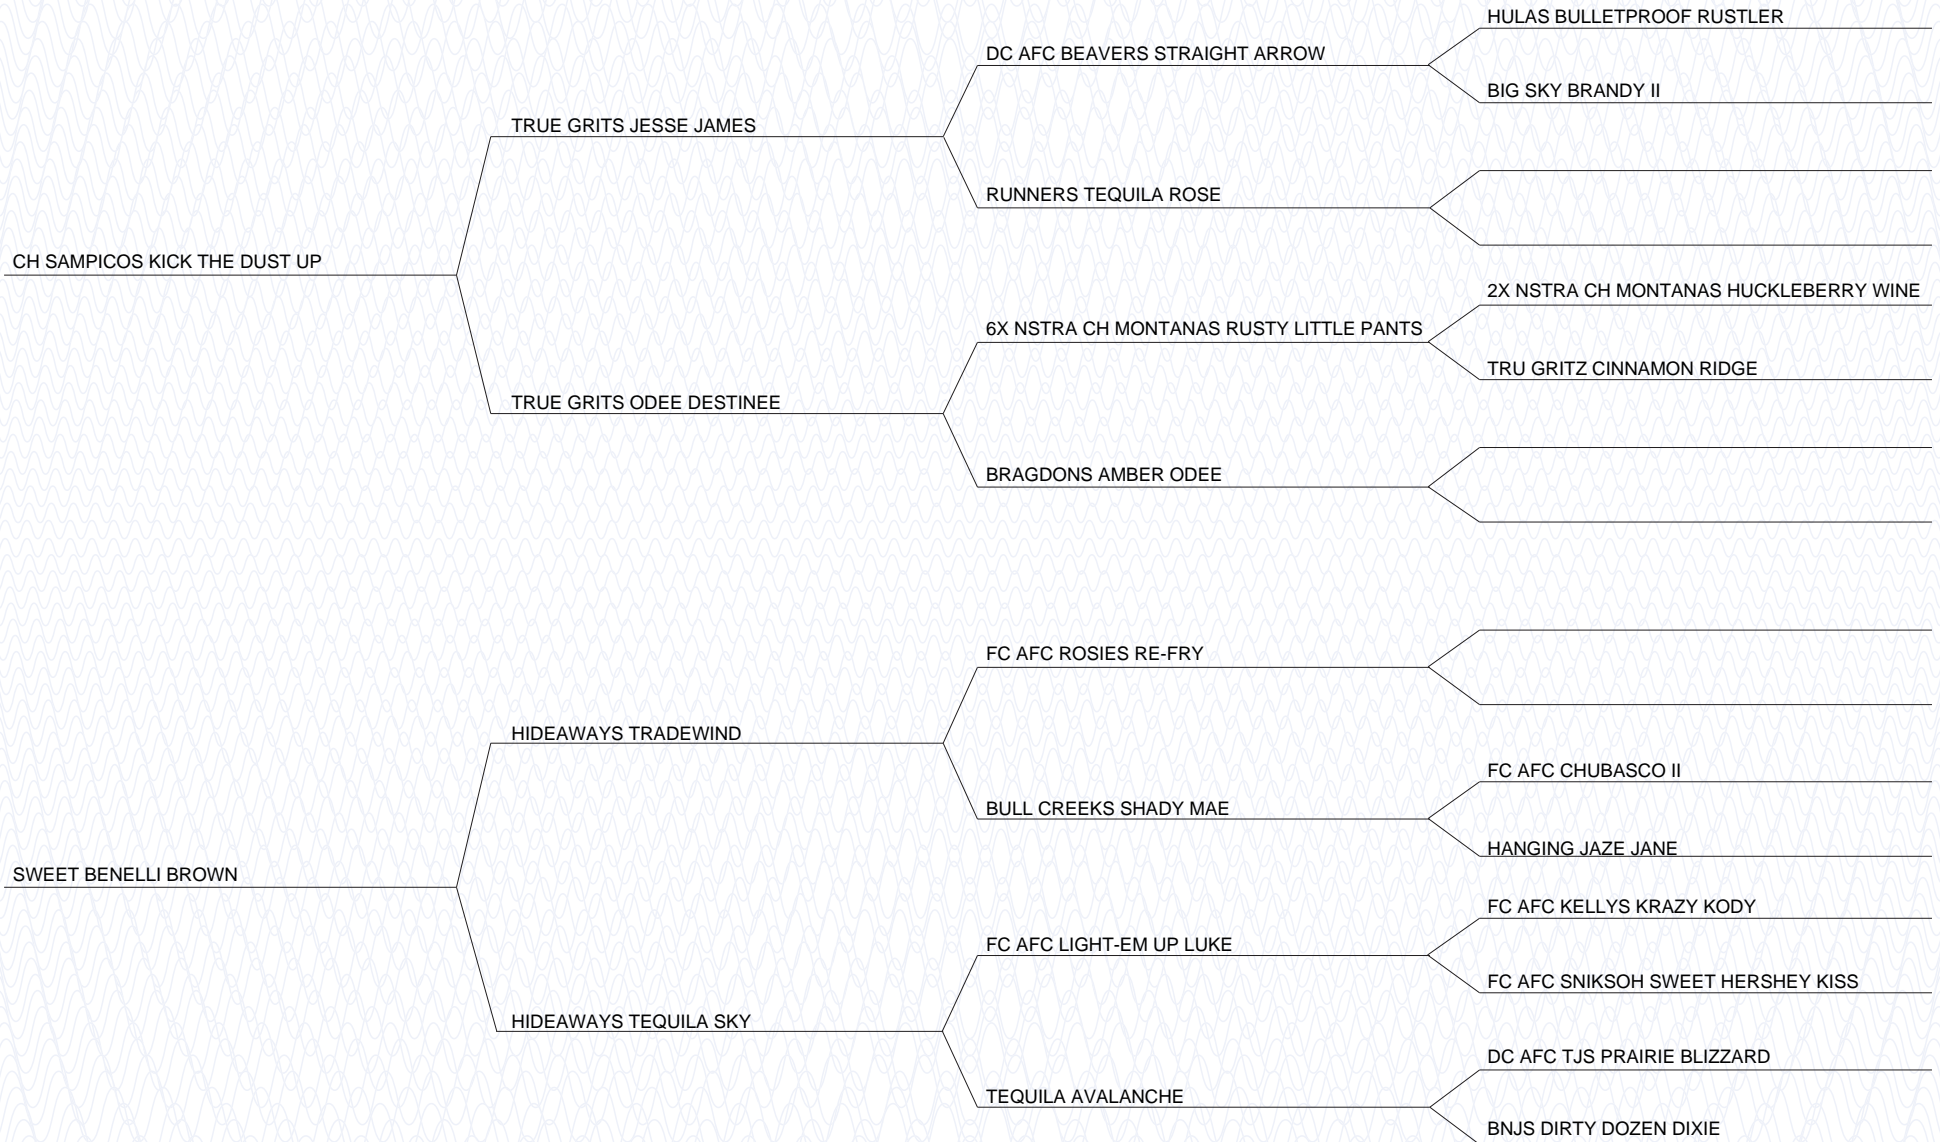 HULAS BULLETPROOF RUSTLER
DC AFC BEAVERS STRAIGHT ARROW
BIG SKY BRANDY II
TRUE GRITS JESSE JAMES
RUNNERS TEQUILA ROSE
CH SAMPICOS KICK THE DUST UP
2X NSTRA CH MONTANAS HUCKLEBERRY WINE
6X NSTRA CH MONTANAS RUSTY LITTLE PANTS
TRU GRITZ CINNAMON RIDGE
TRUE GRITS ODEE DESTINEE
BRAGDONS AMBER ODEE
FC AFC ROSIES RE-FRY
HIDEAWAYS TRADEWIND
FC AFC CHUBASCO II
BULL CREEKS SHADY MAE
HANGING JAZE JANE
SWEET BENELLI BROWN
FC AFC KELLYS KRAZY KODY
FC AFC LIGHT-EM UP LUKE
FC AFC SNIKSOH SWEET HERSHEY KISS
HIDEAWAYS TEQUILA SKY
DC AFC TJS PRAIRIE BLIZZARD
TEQUILA AVALANCHE
BNJS DIRTY DOZEN DIXIE